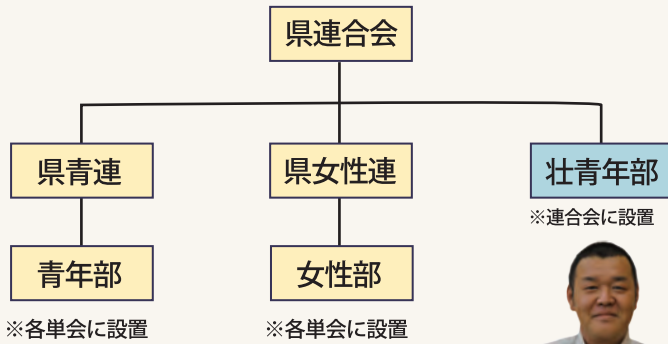 県連合会
県青連
県女性連
壮青年部
※連合会に設置
青年部
女性部
※各単会に設置
※各単会に設置